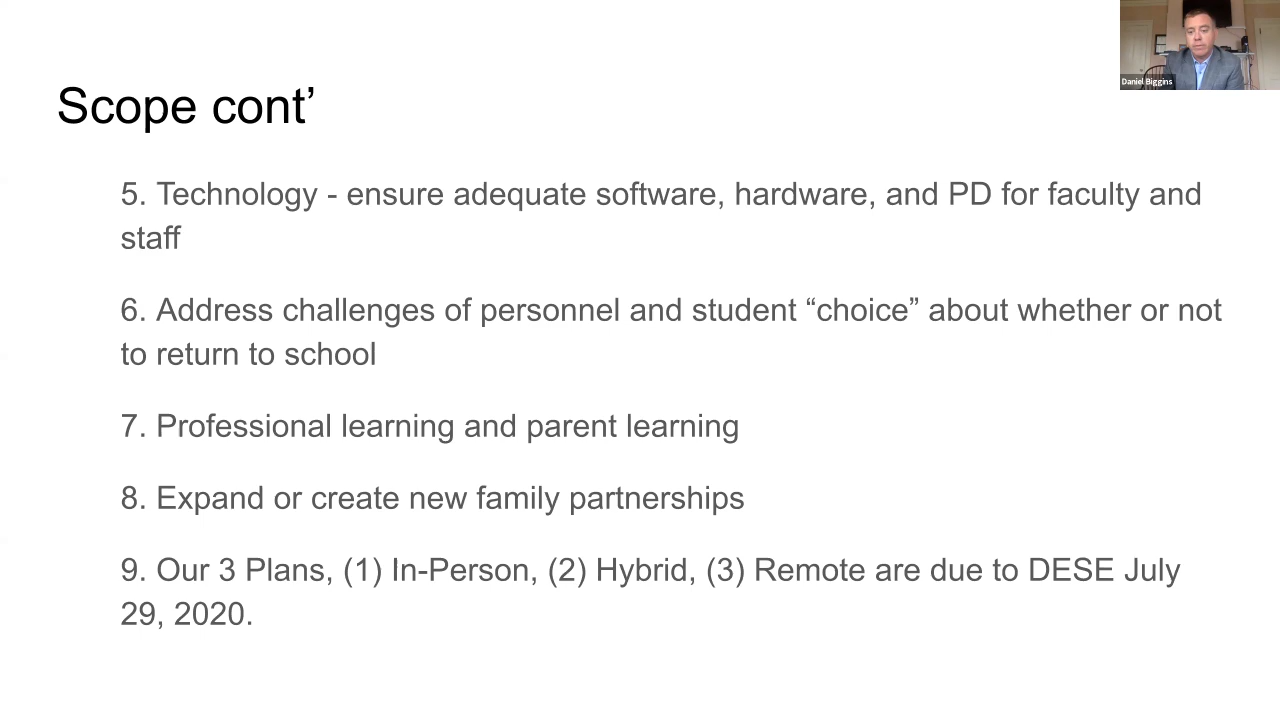 Daniel Biggins
Scope cont’
5. Technology - ensure adequate software, hardware, and PD for faculty and
staff
6. Address challenges of personnel and student “choice” about whether or not
to return to school
7. Professional learning and parent learning
8. Expand or create new family partnerships
9. Our 3 Plans, (1) In-Person, (2) Hybrid, (3) Remote are due to DESE July
29, 2020.